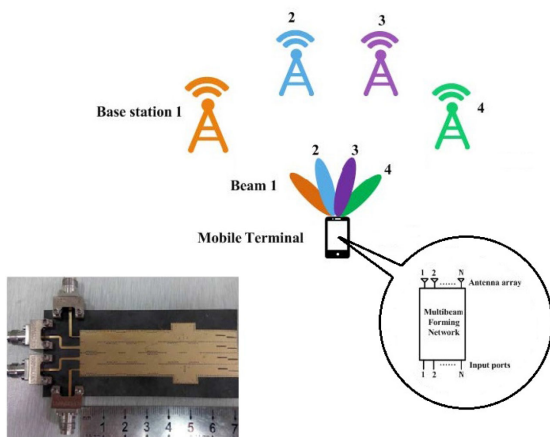 2
3
Base station 1
4
2
3
Beam 1
4
Mobile Terminal
1 2 ...... N
Antenna array
Multibeam
Forming
Network
Input ports
1 2 ...... N
1 2 3 4 5 6 7